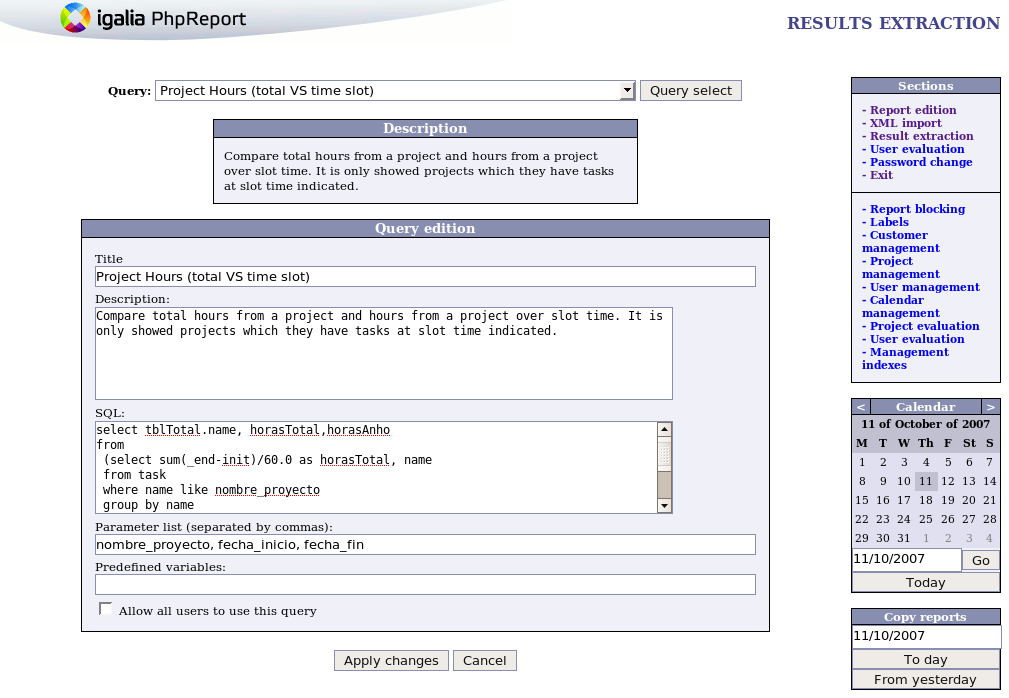 igalia PhpReport
RESULTS EXTRACTION
Query: Project Hours (total VS time slot) Query select
Description
Compare total hours from a project and hours from a project
over slot time. It is only showed projects which they have tasks
at slot time indicated.
Query edition
Title
Project Hours (total VS time slot)
Description:
Compare total hours from a project and hours from a project over slot time. It is
only showed projects which they have tasks at slot time indicated.
SQL:
select tblTotal.name, horasTotal,horasAnho
from
(select sum(_end-init)/60.0 as horasTotal, name
from task
where name like nombre_proyecto
group by name
Parameter list (separated by commas):
nombre_proyecto, fecha_inicio, fecha_fin
Predefined variables:
Allow all users to use this query
Apply changes Cancel
Sections
- Report edition
- XML import
- Result extraction
- User evaluation
- Password change
- Exit
- Report blocking
- Labels
- Customer
management
- Project
management
- User management
- Calendar
management
- Project evaluation
- User evaluation
- Management
indexes
< Calendar >
11 of October of 2007
M T W Th F St S
1 2 3 4 5 6 7
8 9 10 11 12 13 14
15 16 17 18 19 20 21
22 23 24 25 26 27 28
29 30 31 1 2 3 4
11/10/2007 Go
Today
Copy reports
11/10/2007
To day
From yesterday